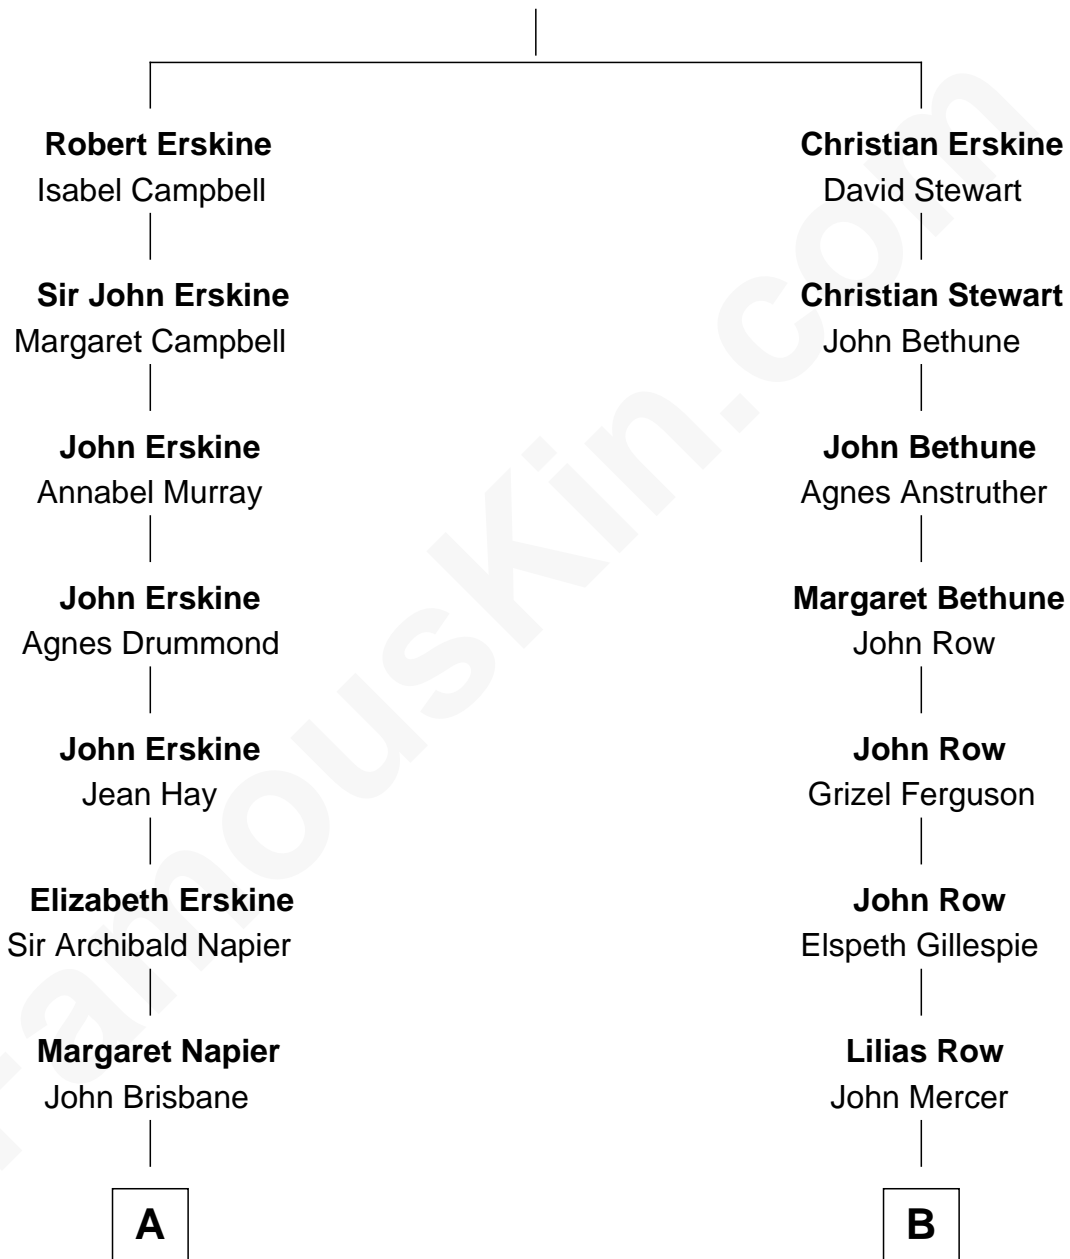 Robert Erskine
Isabel Campbell
Sir John Erskine
Margaret Campbell
John Erskine
Annabel Murray
John Erskine
Agnes Drummond
John Erskine
Jean Hay
Elizabeth Erskine
Sir Archibald Napier
Margaret Napier
John Brisbane
A
Christian Erskine
David Stewart
Christian Stewart
John Bethune
John Bethune
Agnes Anstruther
Margaret Bethune
John Row
John Row
Grizel Ferguson
John Row
Elspeth Gillespie
Lilias Row
John Mercer
B
FamousKin.com